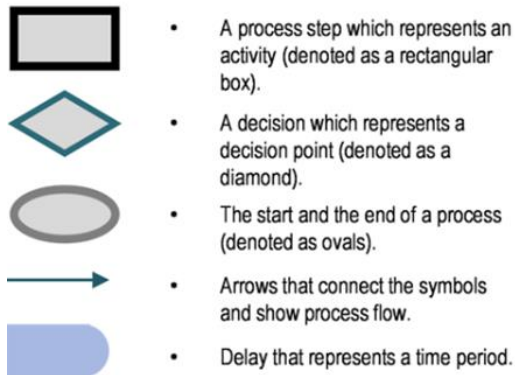 • A process step which represents an
activity (denoted as a rectangular
box).
• A decision which represents a
decision point (denoted as a
diamond).
• The start and the end of a process
(denoted as ovals).
• Arrows that connect the symbols
and show process flow.
• Delay that represents a time period.